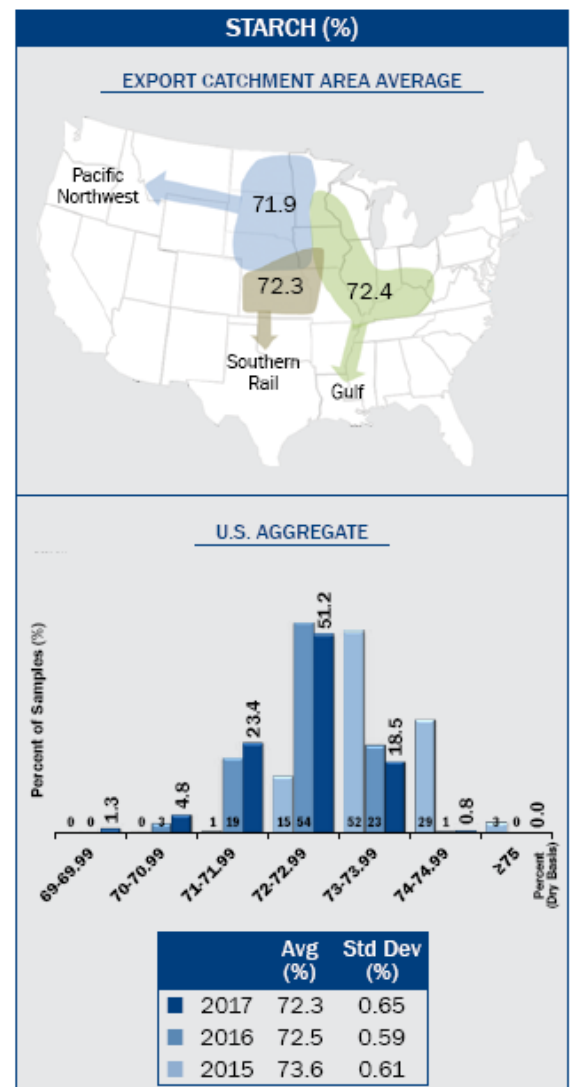 STARCH (%)
EXPORT CATCHMENT AREA AVERAGE
Pacific
Northwest
71.9
72.3
72.4
Southern
Rail
Gulf
U.S. AGGREGATE
Percent of Samples (%)
0 0 1.3
0 3 4.8
1 19 23.4
15 54 51.2
52 23 18.5
29 1 0.8
3 0 0.0
69-69.99
70-70.99
71-71.99
72-72.99
73-73.99
74-74.99
≥75
Percent
(Dry Basis)
Avg Std Dev
(%) (%)
2017 72.3 0.65
2016 72.5 0.59
2015 73.6 0.61